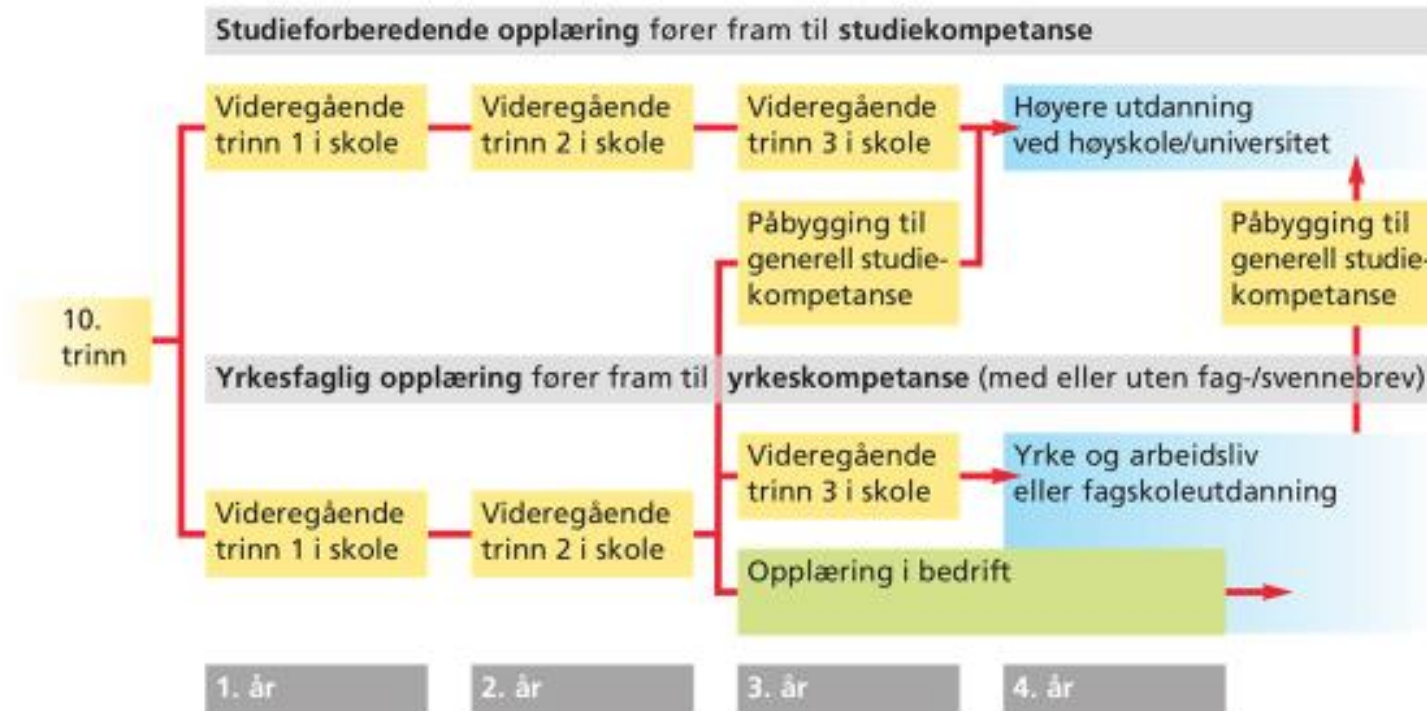 Studieforberedende opplæring fører fram til studiekompetanse
Videregående
trinn 1 i skole
Videregående
trinn 2 i skole
Videregående
trinn 3 i skole
Høyere utdanning
ved høyskole/universitet
Påbygging til
generell studie-
kompetanse
Påbygging til
generell studie-
kompetanse
10.
trinn
Yrkesfaglig opplæring fører fram til yrkeskompetanse (med eller uten fag-/svennebrev)
Videregående
trinn 1 i skole
Videregående
trinn 2 i skole
Videregående
trinn 3 i skole
Yrke og arbeidsliv
eller fagskoleutdanning
Opplæring i bedrift
1. år
2. år
3. år
4. år